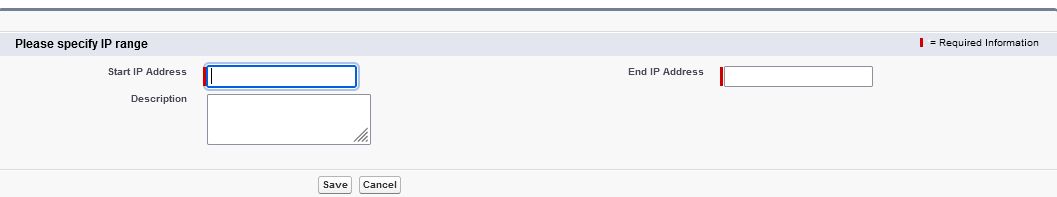 Please specify IP range
= Required Information
Start IP Address
End IP Address
Description
Save
Cancel